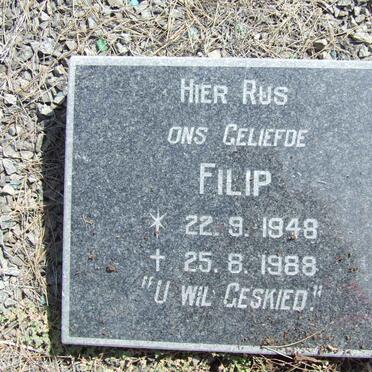 HIER RUS
ONS GELIEFDE
FILIP
* 22. 9. 1948
† 25. 8. 1988
"U WIL GESKIED."